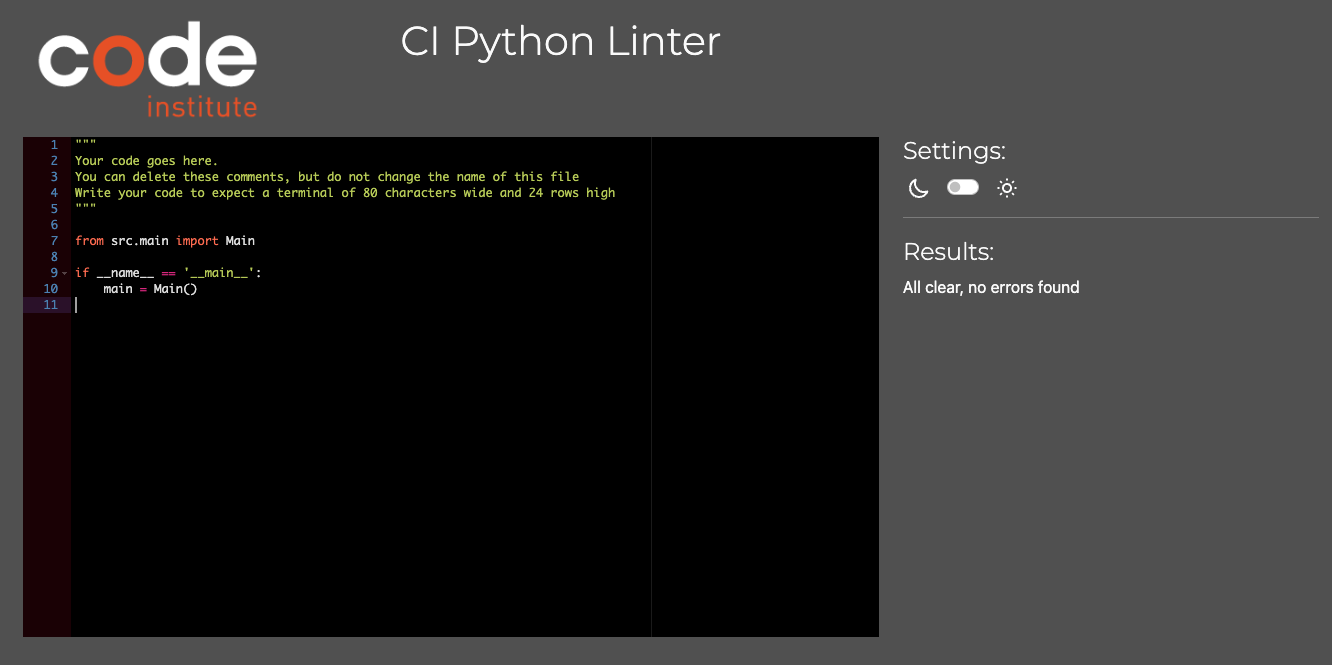 code
institute
CI Python Linter
1 """
2 Your code goes here.
3 You can delete these comments, but do not change the name of this file
4 Write your code to expect a terminal of 80 characters wide and 24 rows high
5 """
6
7 from src.main import Main
8
9 if __name__ == '__main__':
10     main = Main()
11
Settings:
Results:
All clear, no errors found